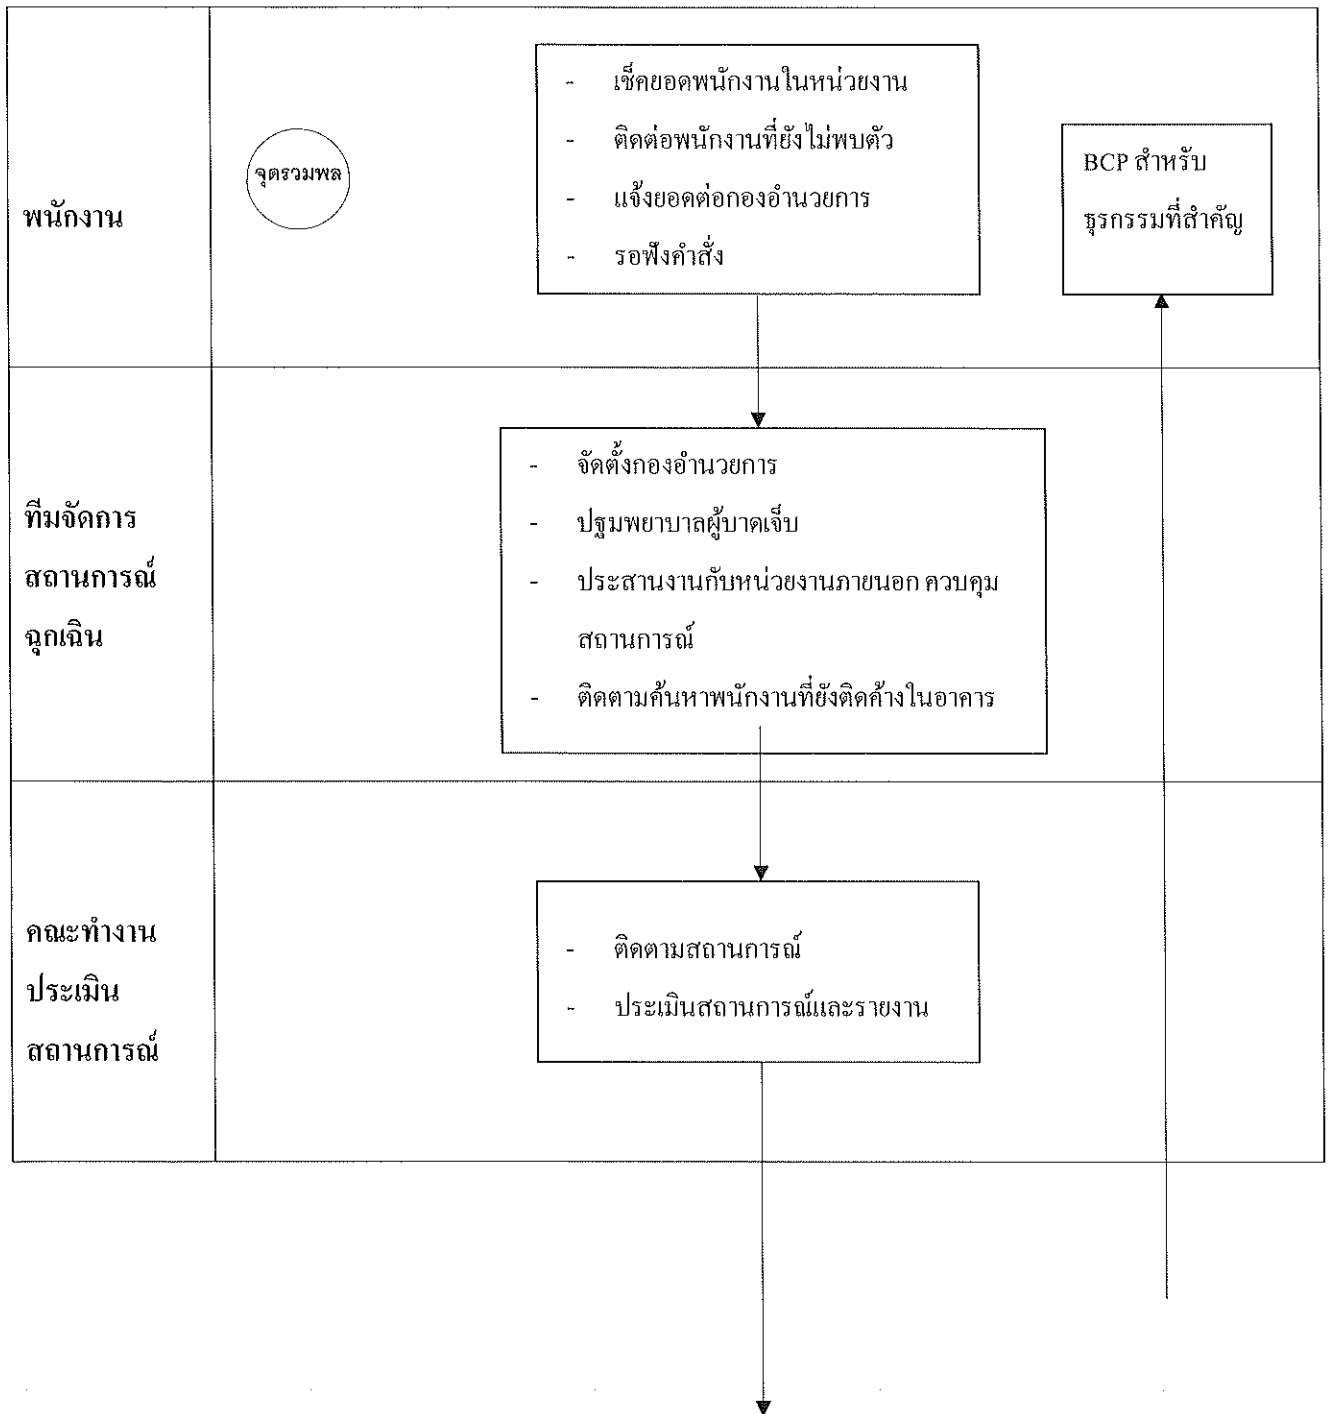 พนักงาน
จุดรวมพล
- เช็คยอดพนักงานในหน่วยงาน
- ติดต่อพนักงานที่ยังไม่พบตัว
- แจ้งยอดต่อกองอำนวยการ
- รอฟังคำสั่ง
BCP สำหรับ
ธุรกรรมที่สำคัญ
ทีมจัดการ
สถานการณ์
ฉุกเฉิน
- จัดตั้งกองอำนวยการ
- ปฐมพยาบาลผู้บาดเจ็บ
- ประสานงานกับหน่วยงานภายนอก ควบคุม
สถานการณ์
- ติดตามค้นหาพนักงานที่ยังติดค้างในอาคาร
คณะทำงาน
ประเมิน
สถานการณ์
- ติดตามสถานการณ์
- ประเมินสถานการณ์และรายงาน